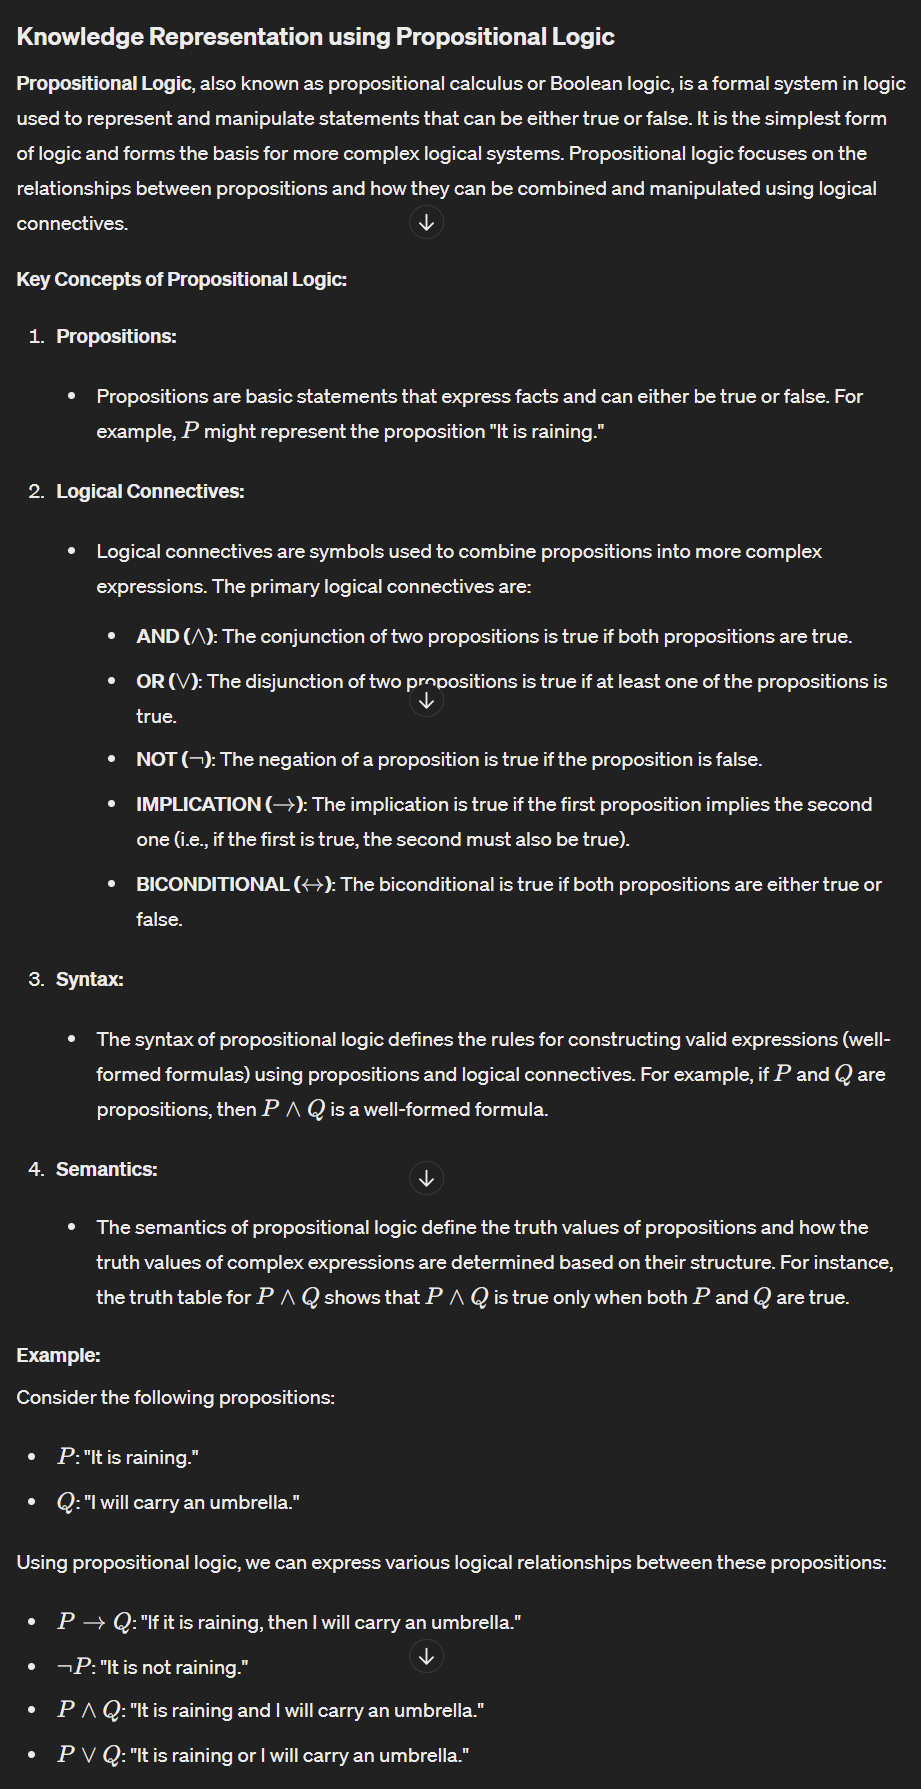 Knowledge Representation using Propositional Logic
Propositional Logic, also known as propositional calculus or Boolean logic, is a formal system in logic
used to represent and manipulate statements that can be either true or false. It is the simplest form
of logic and forms the basis for more complex logical systems. Propositional logic focuses on the
relationships between propositions and how they can be combined and manipulated using logical
connectives.
Key Concepts of Propositional Logic:
1. Propositions:
• Propositions are basic statements that express facts and can either be true or false. For
example, P might represent the proposition "It is raining."
2. Logical Connectives:
• Logical connectives are symbols used to combine propositions into more complex
expressions. The primary logical connectives are:
• AND (∧): The conjunction of two propositions is true if both propositions are true.
• OR (∨): The disjunction of two propositions is true if at least one of the propositions is
true.
• NOT (¬): The negation of a proposition is true if the proposition is false.
• IMPLICATION (→): The implication is true if the first proposition implies the second
one (i.e., if the first is true, the second must also be true).
• BICONDITIONAL (↔): The biconditional is true if both propositions are either true or
false.
3. Syntax:
• The syntax of propositional logic defines the rules for constructing valid expressions (well-
formed formulas) using propositions and logical connectives. For example, if P and Q are
propositions, then P ∧ Q is a well-formed formula.
4. Semantics:
• The semantics of propositional logic define the truth values of propositions and how the
truth values of complex expressions are determined based on their structure. For instance,
the truth table for P ∧ Q shows that P ∧ Q is true only when both P and Q are true.
Example:
Consider the following propositions:
• P: "It is raining."
• Q: "I will carry an umbrella."
Using propositional logic, we can express various logical relationships between these propositions:
• P → Q: "If it is raining, then I will carry an umbrella."
• ¬P: "It is not raining."
• P ∧ Q: "It is raining and I will carry an umbrella."
• P ∨ Q: "It is raining or I will carry an umbrella."